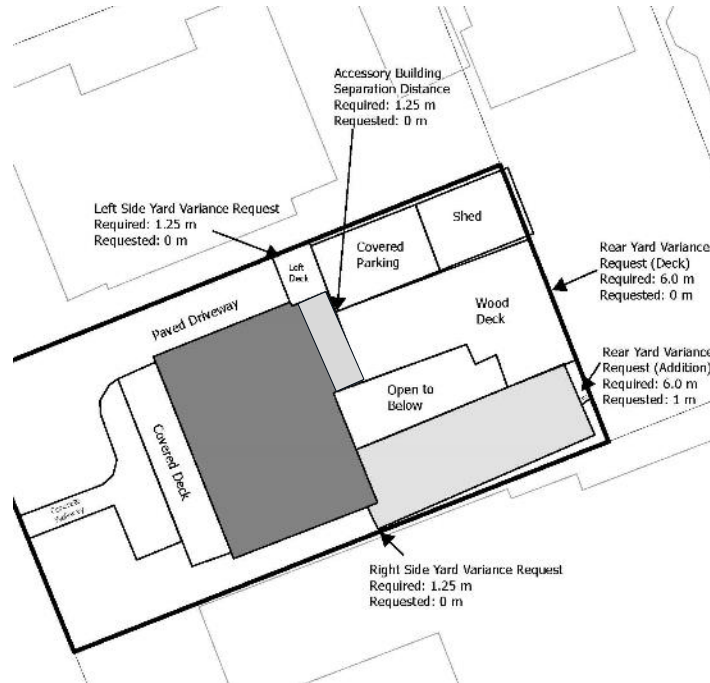 Accessory Building
Separation Distance
Required: 1.25 m
Requested: 0 m
Left Side Yard Variance Request
Required: 1.25 m
Requested: 0 m
Shed
Covered
Parking
Left
Deck
Rear Yard Variance
Request (Deck)
Required: 6.0 m
Requested: 0 m
Paved Driveway
Wood
Deck
Rear Yard Variance
Request (Addition)
Required: 6.0 m
Requested: 1 m
Open to
Below
Covered Deck
Concrete
Walkway
Right Side Yard Variance Request
Required: 1.25 m
Requested: 0 m